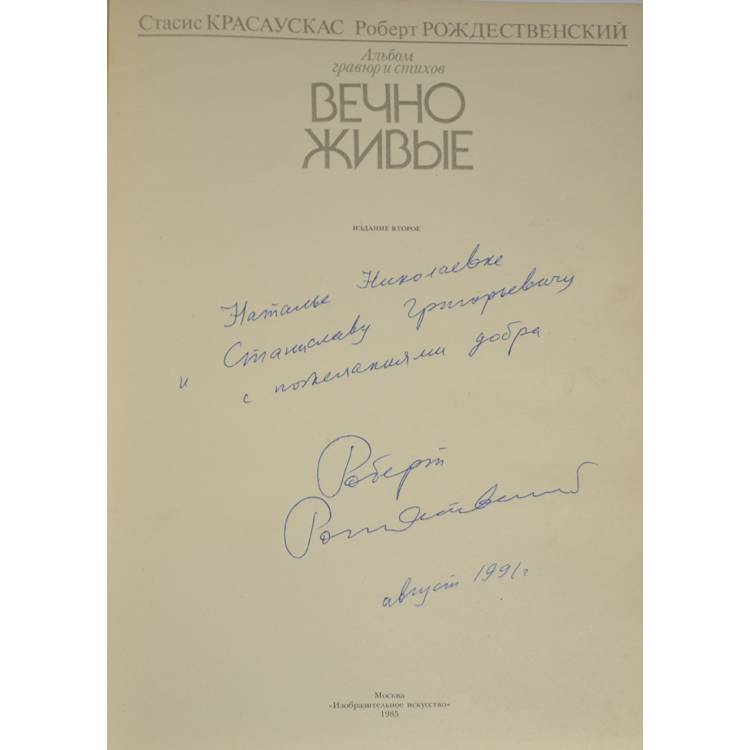 Стасис КРАСАУСКАС Роберт РОЖДЕСТВЕНСКИЙ
Альбом
гравюр и стихов
ВЕЧНО
ЖИВЫЕ
ИЗДАНИЕ ВТОРОЕ
Наталье Николаевне
и Станиславу Григорьевичу
с пожеланиями добра
Роберт
Рождественский
август 1991 г
Москва
«Изобразительное искусство»
1985